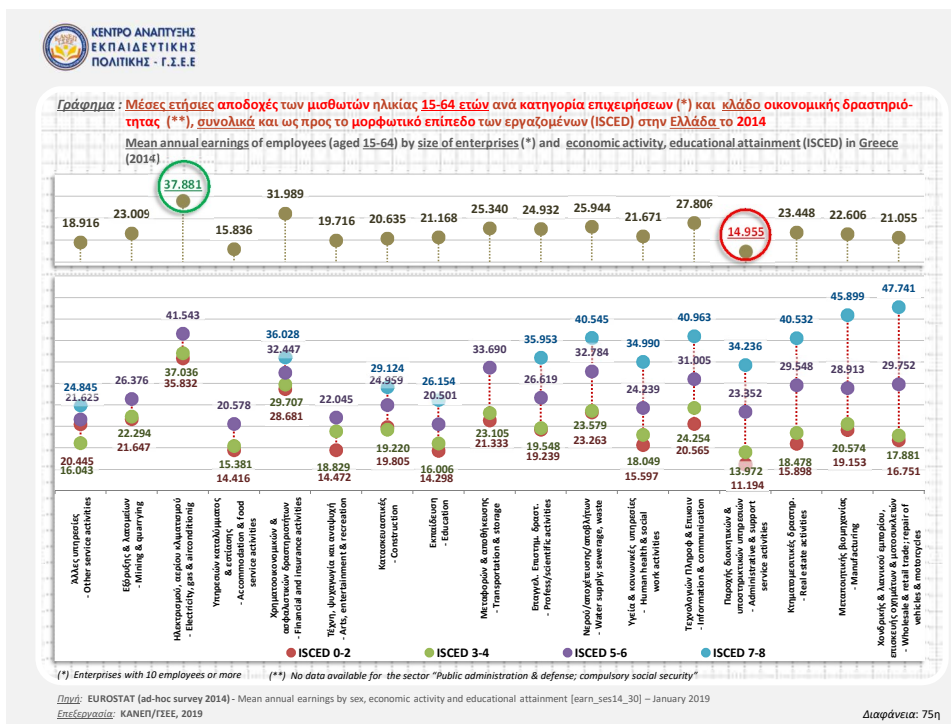 ΚΕΝΤΡΟ ΑΝΑΠΤΥΞΗΣ
ΕΚΠΑΙΔΕΥΤΙΚΗΣ
ΠΟΛΙΤΙΚΗΣ - Γ.Σ.Ε.Ε
Γράφημα : Μέσες ετήσιες αποδοχές των μισθωτών ηλικίας 15-64 ετών ανά κατηγορία επιχειρήσεων (*) και κλάδο οικονομικής δραστηριό-
τητας (**), συνολικά και ως προς το μορφωτικό επίπεδο των εργαζομένων (ISCED) στην Ελλάδα το 2014
Mean annual earnings of employees (aged 15-64) by size of enterprises (*) and economic activity, educational attainment (ISCED) in Greece
(2014)
18.916 23.009 37.881 15.836 31.989 19.716 20.635 21.168 25.340 24.932 25.944 21.671 27.806 14.955 23.448 22.606 21.055
24.845 36.028 29.124 26.154 35.953 40.545 34.990 40.963 34.236 40.532 45.899 47.741
21.625 26.376 41.543 20.578 32.447 22.045 24.959 20.501 33.690 26.619 32.784 24.239 31.005 23.352 29.548 28.913 29.752
16.043 22.294 37.036 15.381 29.707 18.829 19.220 16.006 23.105 19.548 23.579 18.049 24.254 13.972 18.478 20.574 17.881
20.445 21.647 35.832 14.416 28.681 14.472 19.805 14.298 21.333 19.239 23.263 15.597 20.565 11.194 15.898 19.153 16.751
Άλλες υπηρεσίες
- Other service activities
Εξόρυξης & λατομείων
- Mining & quarrying
Ηλεκτρισμού, αερίου κλιματισμού
- Electricity, gas & airconditionig
Υπηρεσιών καταλύμματος
& εστίασης
- Accommodation & food
service activities
Χρηματοοικονομικών &
ασφαλιστικών δραστηριοτήτων
- Financial and insurance activities
Τέχνη, ψυχαγωγία και αναψυχή
- Arts, entertainment & recreation
Κατασκευαστικές
- Construction
Εκπαίδευση
- Education
Μεταφορών & αποθήκευσης
- Transportation & storage
Επαγγελ. Επιστημ. δραστ.
- Profess/scientific activities
Νερού/αποχέτευση/αποβλήτων
- Water supply; sewerage, waste
Υγεία & κοινωνικές υπηρεσίες
- Human health & social
work activities
Τεχνολογιών Πληροφ & Επικοιν
- Information & communication
Παροχής διοικητικών &
υποστηρικτικών υπηρεσιών
- Administrative & support
service activities
Κτηματομεσιτικές δραστηρ.
- Real estate activities
Μεταποιητικής βιομηχανίας
- Manufacturing
Χονδρικής & λιανικού εμπορίου,
επισκευής οχημάτων & μοτοσυκλετών
- Wholesale & retail trade; repair of
vehicles & motorcycles
ISCED 0-2 ISCED 3-4 ISCED 5-6 ISCED 7-8
(*) Enterprises with 10 employees or more (**) No data available for the sector "Public administration & defense; compulsory social security"
Πηγή: EUROSTAT (ad-hoc survey 2014) - Mean annual earnings by sex, economic activity and educational attainment [earn_ses14_30] – January 2019
Επεξεργασία: ΚΑΝΕΠ/ΓΣΕΕ, 2019
Διαφάνεια: 75η